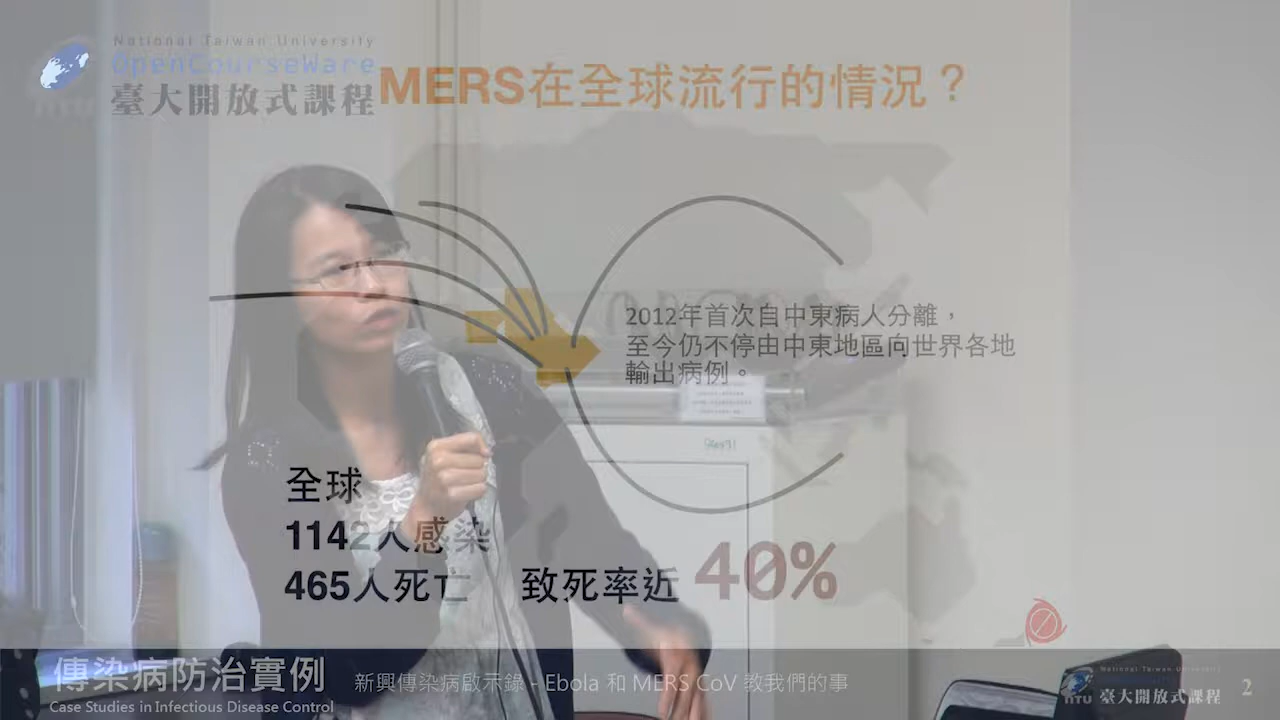 National Taiwan University
OpenCourseWare
臺大開放式課程
MERS在全球流行的情況？
2012年首次自中東病人分離，
至今仍不停由中東地區向世界各地
輸出病例。
全球
1142人感染
465人死亡
致死率近 40%
傳染病防治實例
Case Studies in Infectious Disease Control
新興傳染病啟示錄 - Ebola 和 MERS CoV 教我們的事
National Taiwan University
NTU 臺大開放式課程
2